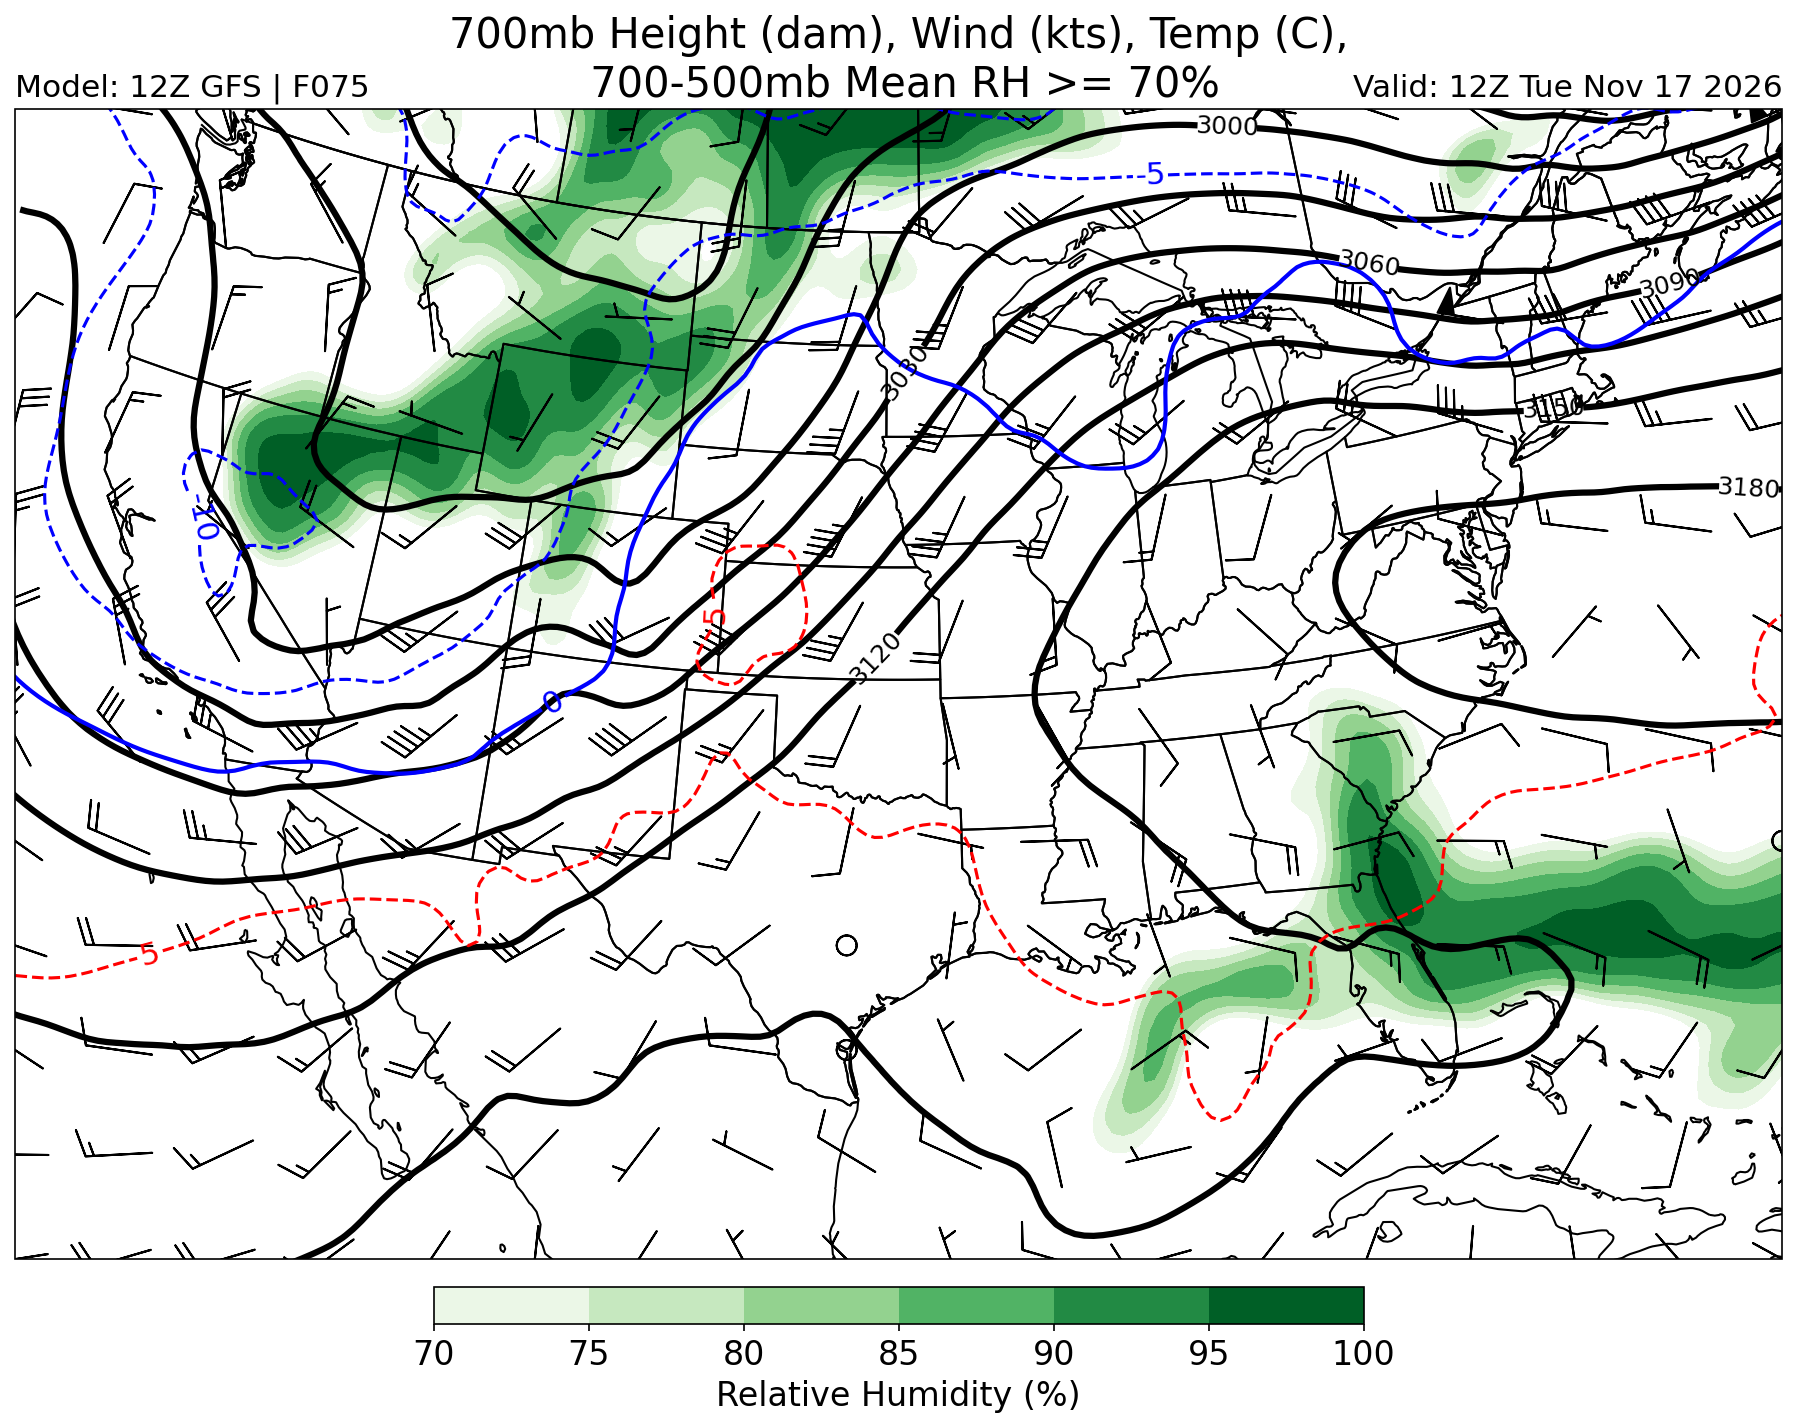 700mb Height (dam), Wind (kts), Temp (C),
Model: 12Z GFS | F075
700-500mb Mean RH >= 70%
Valid: 12Z Tue Nov 17 2026
3000
-5
3060
3090
3030
3150
3180
-10
5
3120
0
5
70 75 80 85 90 95 100
Relative Humidity (%)